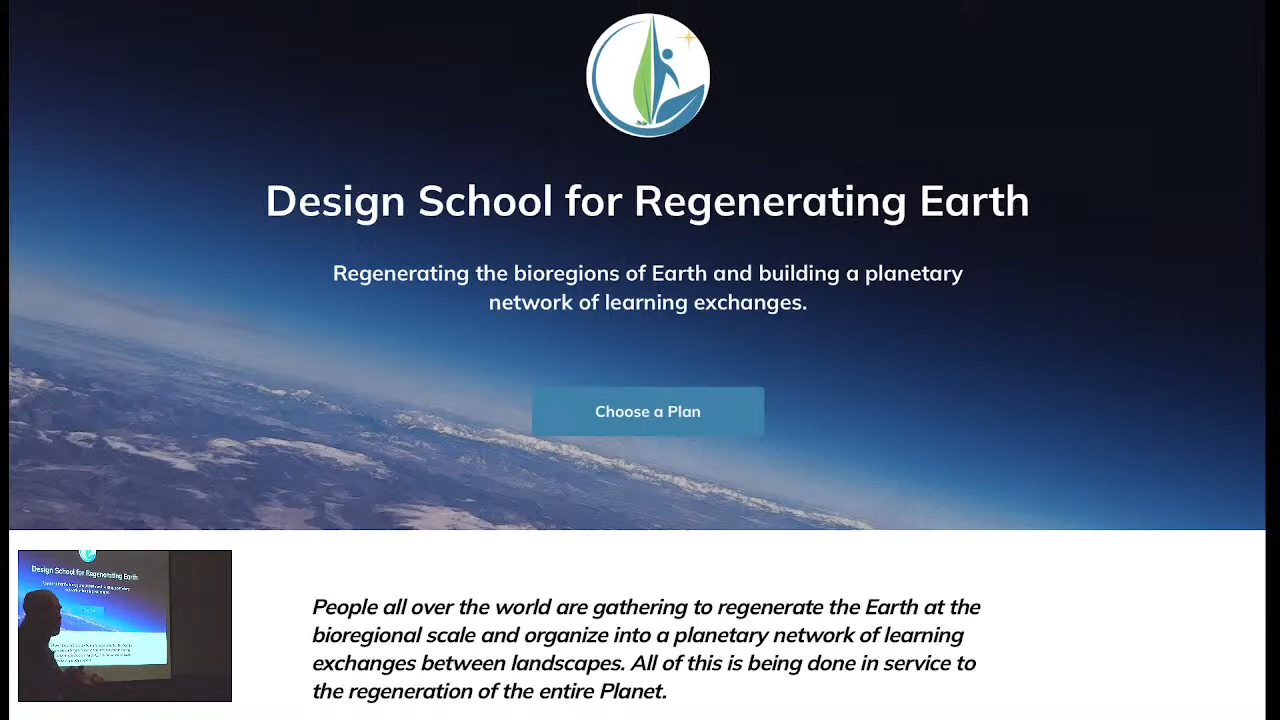 Design School for Regenerating Earth
Regenerating the bioregions of Earth and building a planetary
network of learning exchanges.
Choose a Plan
People all over the world are gathering to regenerate the Earth at the
bioregional scale and organize into a planetary network of learning
exchanges between landscapes. All of this is being done in service to
the regeneration of the entire Planet.
Design School for Regenerating Earth